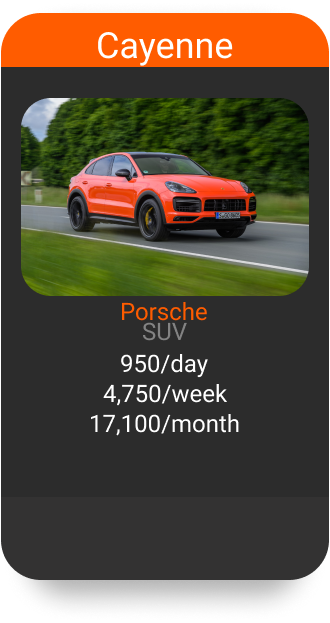 Cayenne
Porsche
SUV
950/day
4,750/week
17,100/month